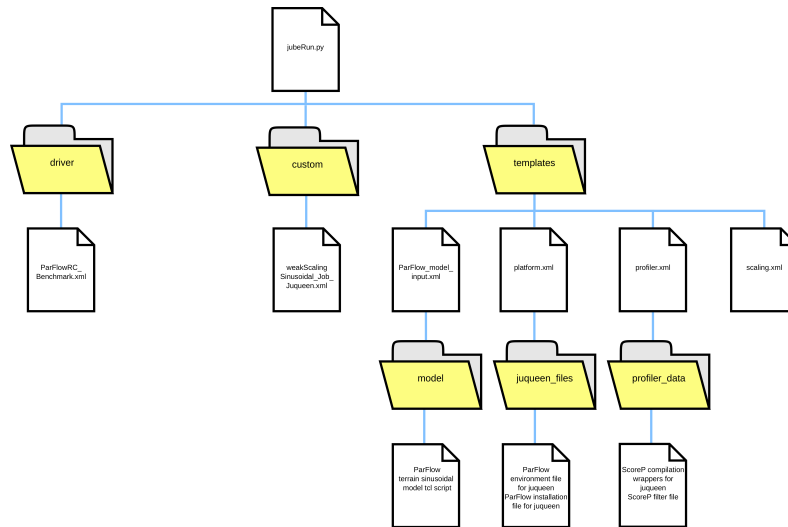 jubeRun.py
driver
custom
templates
ParFlowRC_
Benchmark.xml
weakScaling
Sinusoidal_Job_
Juqueen.xml
ParFlow_model_
input.xml
platform.xml
profiler.xml
scaling.xml
model
juqueen_files
profiler_data
ParFlow
terrain sinusoidal
model tcl script
ParFlow
environment file
for juqueen
ParFlow installation
file for juqueen
ScoreP compilation
wrappers for
juqueen
ScoreP filter file